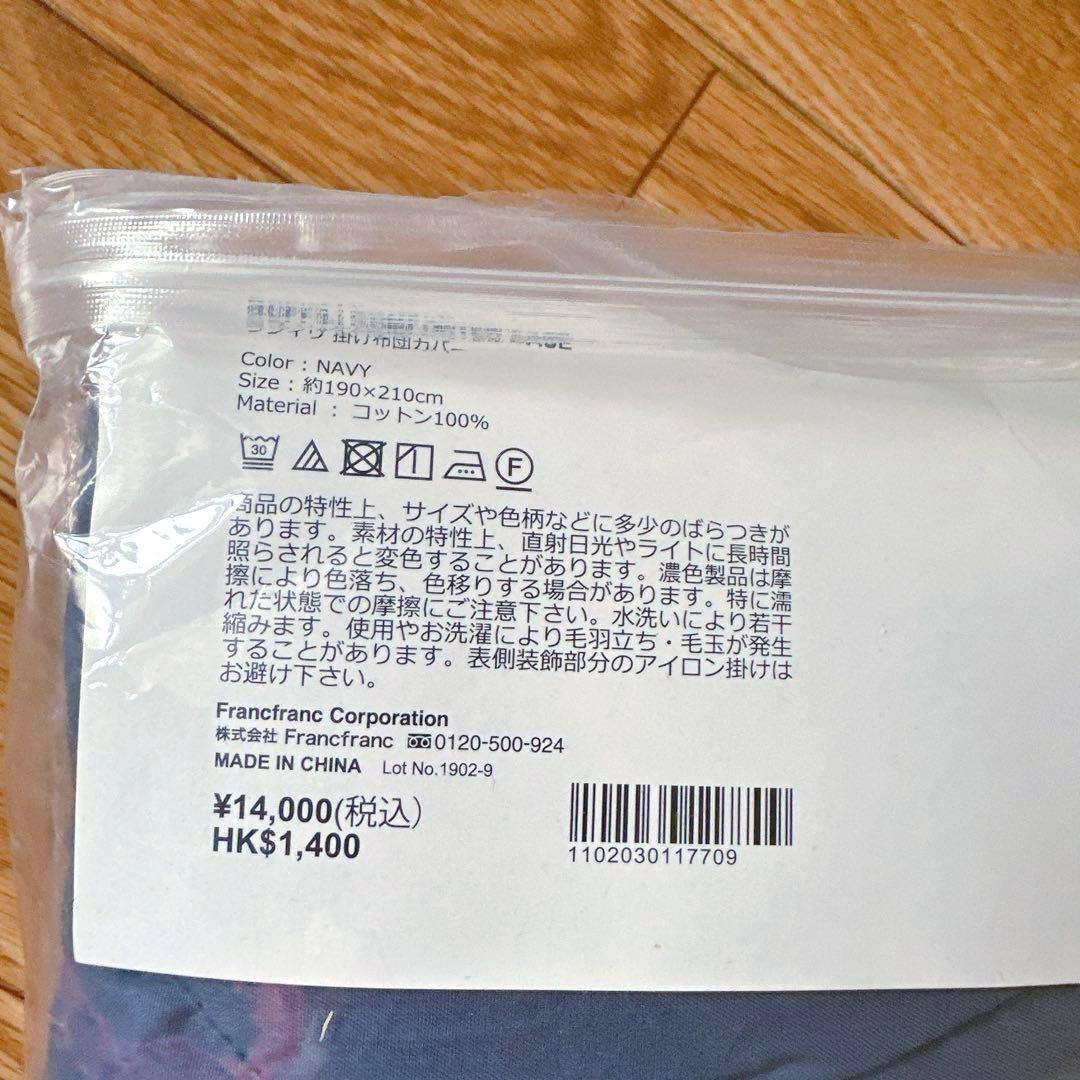 掛け布団カバー
Color : NAVY
Size : 約190×210cm
Material : コットン100%
30
F
商品の特性上、サイズや色柄などに多少のばらつきが
あります。素材の特性上、直射日光やライトに長時間
照らされると変色することがあります。濃色製品は摩
擦により色落ち、色移りする場合があります。特に濡
れた状態での摩擦にご注意下さい。水洗いにより若干
縮みます。使用やお洗濯により毛羽立ち・毛玉が発生
することがあります。表側装飾部分のアイロン掛けは
お避け下さい。
Francfranc Corporation
株式会社 Francfranc 0120-500-924
MADE IN CHINA Lot No.1902-9
¥14,000(税込)
HK$1,400
1102030117709